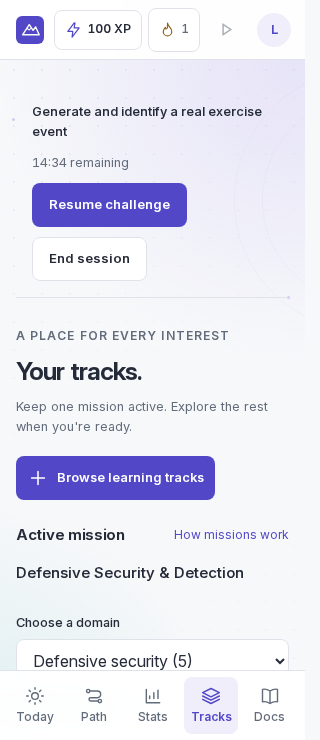 100 XP
1
L
Generate and identify a real exercise
event
14:34 remaining
Resume challenge
End session
A PLACE FOR EVERY INTEREST
Your tracks.
Keep one mission active. Explore the rest
when you're ready.
Browse learning tracks
Active mission
How missions work
Defensive Security & Detection
Choose a domain
Defensive security (5)
Today
Path
Stats
Tracks
Docs